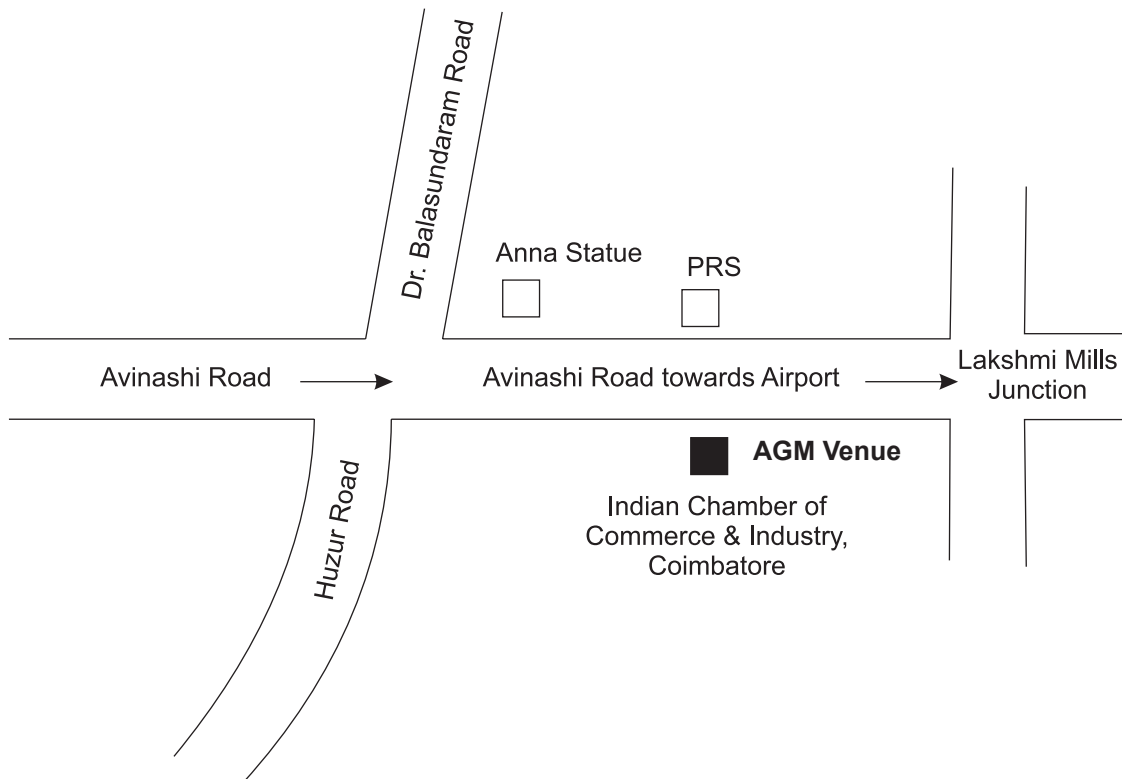 Dr. Balasundaram Road
Anna Statue
PRS
Avinashi Road
Avinashi Road towards Airport
Lakshmi Mills
Junction
AGM Venue
Huzur Road
Indian Chamber of
Commerce & Industry,
Coimbatore